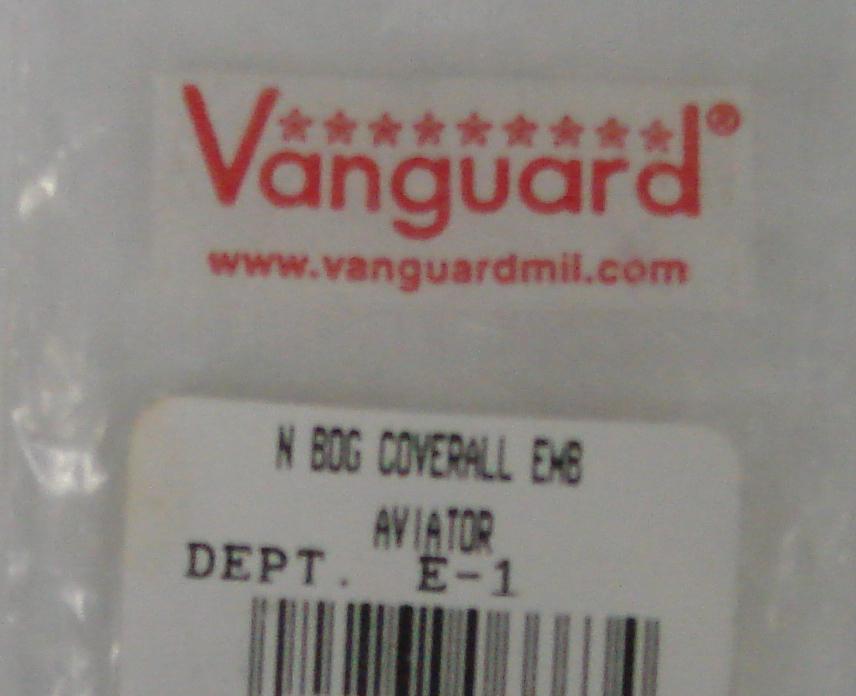 Vanguard®
www.vanguardmil.com
N BDG COVERALL EMB
AVIATOR
DEPT. E-1